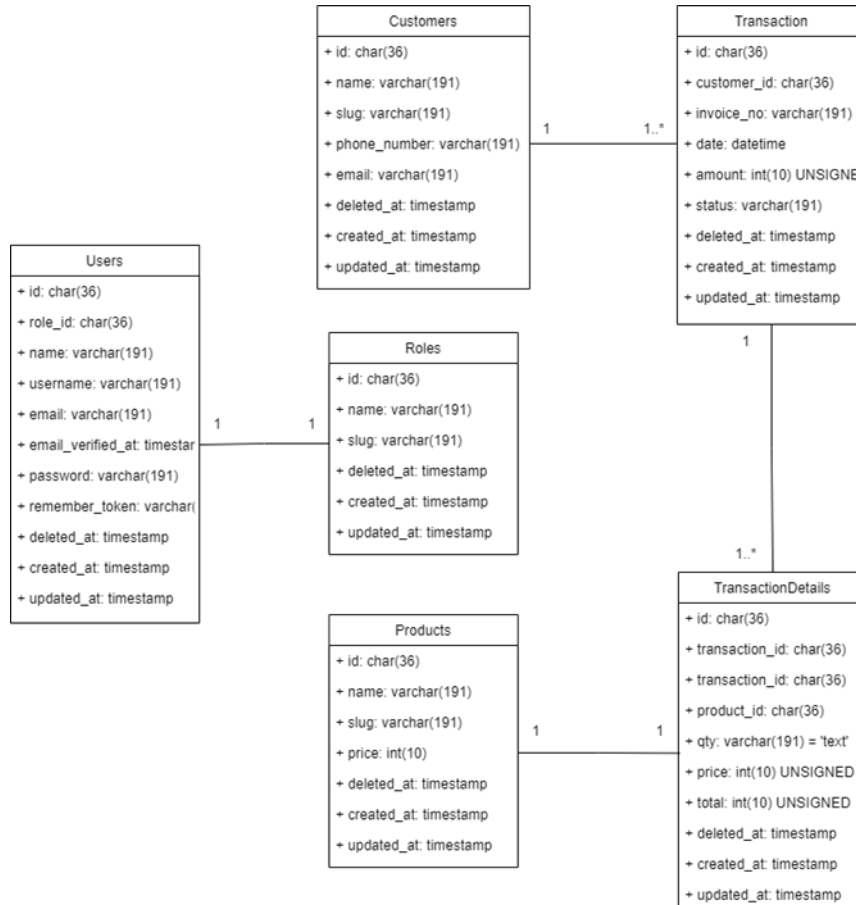 Customers
+ id: char(36)
+ name: varchar(191)
+ slug: varchar(191)
+ phone_number: varchar(191)
+ email: varchar(191)
+ deleted_at: timestamp
+ created_at: timestamp
+ updated_at: timestamp
1
1..*
Transaction
+ id: char(36)
+ customer_id: char(36)
+ invoice_no: varchar(191)
+ date: datetime
+ amount: int(10) UNSIGNE
+ status: varchar(191)
+ deleted_at: timestamp
+ created_at: timestamp
+ updated_at: timestamp
1
1..*
Users
+ id: char(36)
+ role_id: char(36)
+ name: varchar(191)
+ username: varchar(191)
+ email: varchar(191)
+ email_verified_at: timestar
+ password: varchar(191)
+ remember_token: varchar(
+ deleted_at: timestamp
+ created_at: timestamp
+ updated_at: timestamp
1
1
Roles
+ id: char(36)
+ name: varchar(191)
+ slug: varchar(191)
+ deleted_at: timestamp
+ created_at: timestamp
+ updated_at: timestamp
Products
+ id: char(36)
+ name: varchar(191)
+ slug: varchar(191)
+ price: int(10)
+ deleted_at: timestamp
+ created_at: timestamp
+ updated_at: timestamp
1
1
TransactionDetails
+ id: char(36)
+ transaction_id: char(36)
+ transaction_id: char(36)
+ product_id: char(36)
+ qty: varchar(191) = 'text'
+ price: int(10) UNSIGNED
+ total: int(10) UNSIGNED
+ deleted_at: timestamp
+ created_at: timestamp
+ updated_at: timestamp